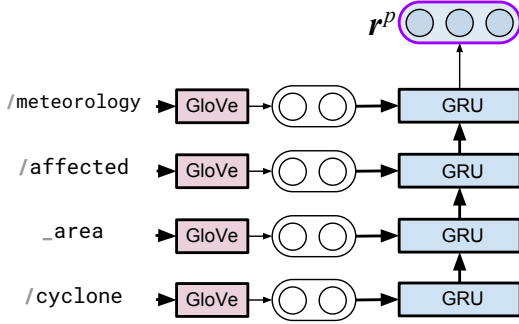 r^p
/meteorology GloVe GRU
/affected GloVe GRU
_area GloVe GRU
/cyclone GloVe GRU